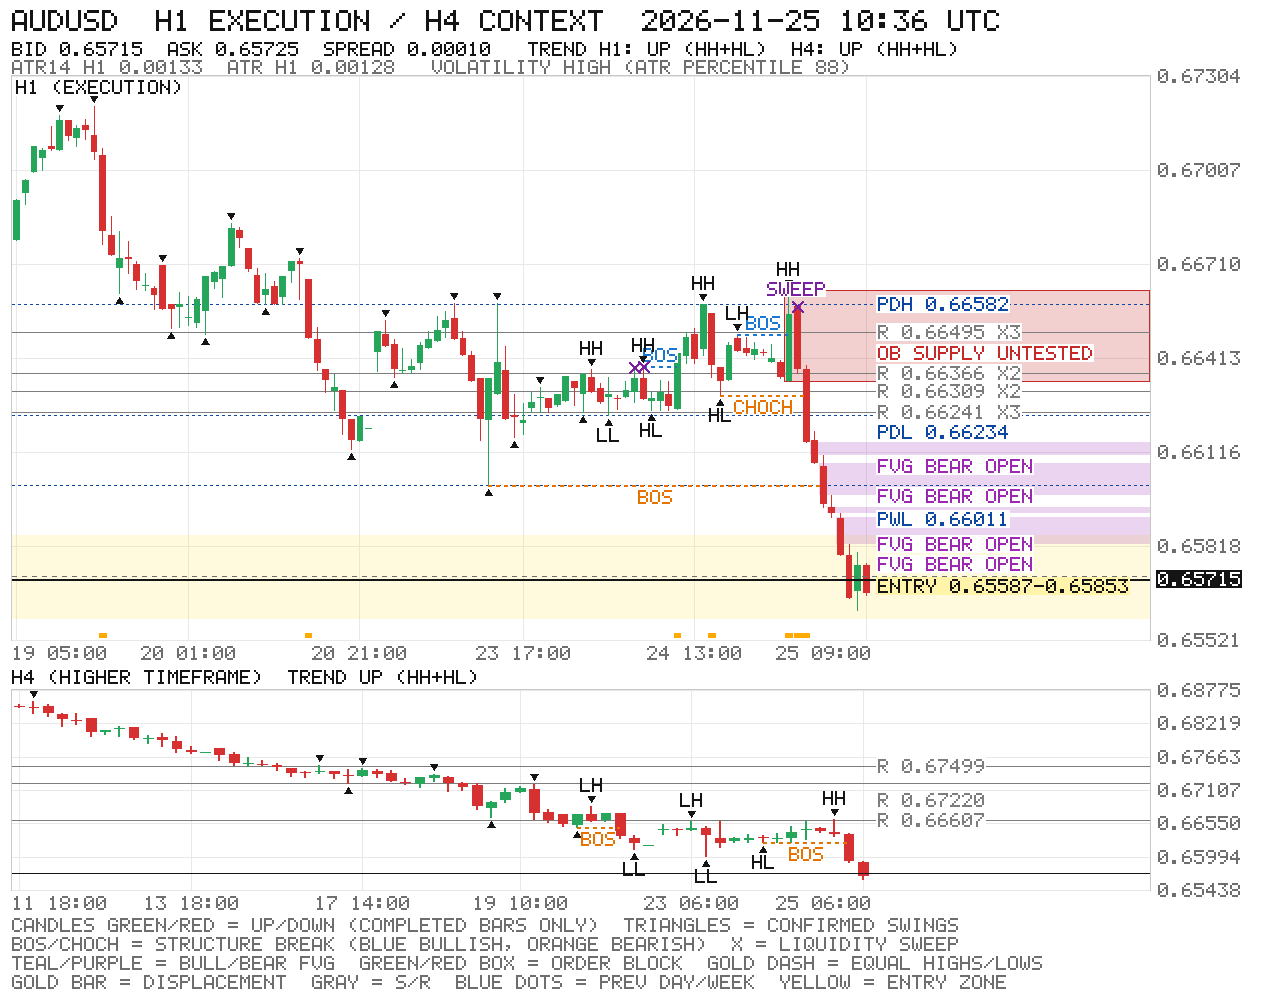 AUDUSD  H1 EXECUTION / H4 CONTEXT  2026-11-25 10:36 UTC
BID 0.65715  ASK 0.65725  SPREAD 0.00010   TREND H1: UP (HH+HL)  H4: UP (HH+HL)
ATR14 H1 0.00133  ATR H1 0.00128   VOLATILITY HIGH (ATR PERCENTILE 88)
H1 (EXECUTION)
0.67304
0.67007
0.66710
0.66413
0.66116
0.65818
0.65715
0.65521
HH
SWEEP
HH
LH
BOS
HH
HH
BOS
HL
CHOCH
LL
HL
BOS
PDH 0.66582
R 0.66495 X3
OB SUPPLY UNTESTED
R 0.66366 X2
R 0.66309 X2
R 0.66241 X3
PDL 0.66234
FVG BEAR OPEN
FVG BEAR OPEN
PWL 0.66011
FVG BEAR OPEN
FVG BEAR OPEN
ENTRY 0.65587-0.65853
19 05:00  20 01:00  20 21:00  23 17:00  24 13:00  25 09:00
H4 (HIGHER TIMEFRAME)  TREND UP (HH+HL)
0.68775
0.68219
0.67663
0.67107
0.66550
0.65994
0.65438
R 0.67499
R 0.67220
R 0.66607
LH
LH
HH
BOS
LL
LL
HL
BOS
11 18:00  13 18:00  17 14:00  19 10:00  23 06:00  25 06:00
CANDLES GREEN/RED = UP/DOWN (COMPLETED BARS ONLY)  TRIANGLES = CONFIRMED SWINGS
BOS/CHOCH = STRUCTURE BREAK (BLUE BULLISH, ORANGE BEARISH)  X = LIQUIDITY SWEEP
TEAL/PURPLE = BULL/BEAR FVG  GREEN/RED BOX = ORDER BLOCK  GOLD DASH = EQUAL HIGHS/LOWS
GOLD BAR = DISPLACEMENT  GRAY = S/R  BLUE DOTS = PREV DAY/WEEK  YELLOW = ENTRY ZONE